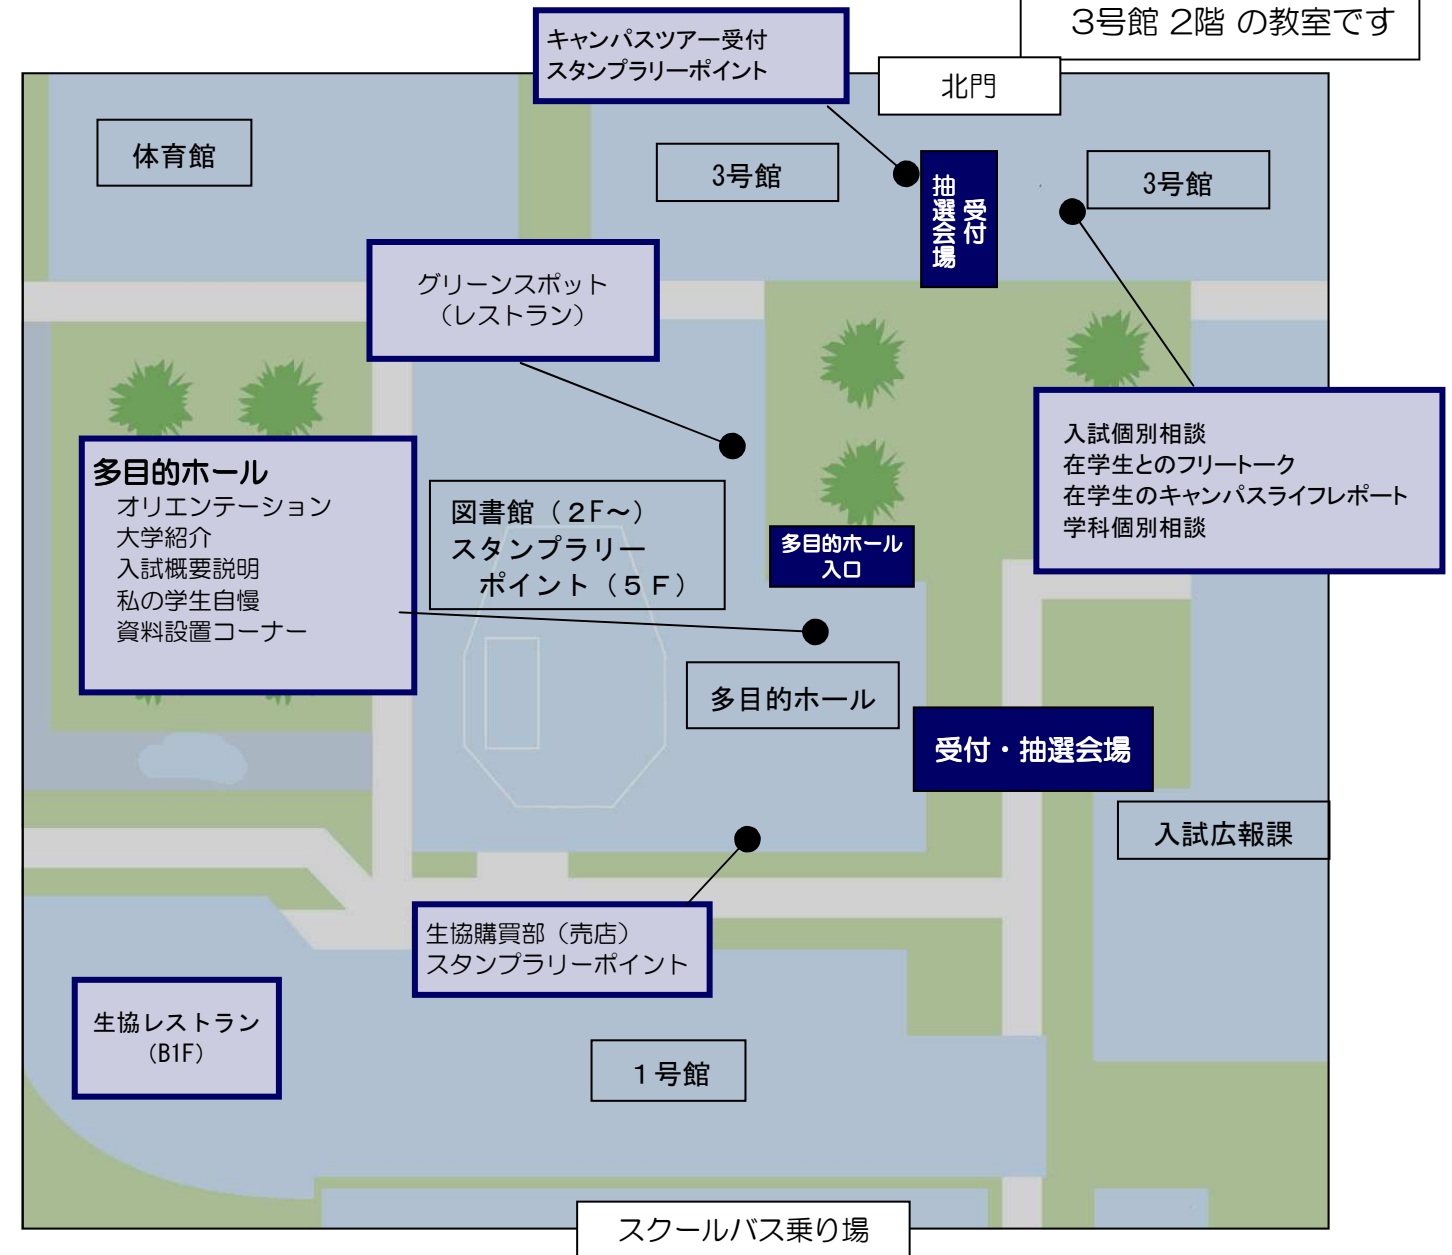 3号館 2階 の教室です
キャンパスツアー受付
スタンプラリーポイント
北門
体育館
3号館
抽選会場
受付
3号館
グリーンスポット
（レストラン）
入試個別相談
在学生とのフリートーク
在学生のキャンパスライフレポート
学科個別相談
多目的ホール
オリエンテーション
大学紹介
入試概要説明
私の学生自慢
資料設置コーナー
図書館（２F～）
スタンプラリー
ポイント（５Ｆ）
多目的ホール
入口
多目的ホール
受付・抽選会場
入試広報課
生協購買部（売店）
スタンプラリーポイント
生協レストラン
（B1F）
１号館
スクールバス乗り場